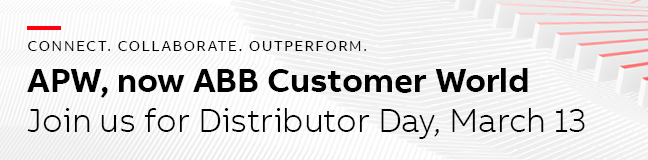 CONNECT. COLLABORATE. OUTPERFORM.
APW, now ABB Customer World
Join us for Distributor Day, March 13